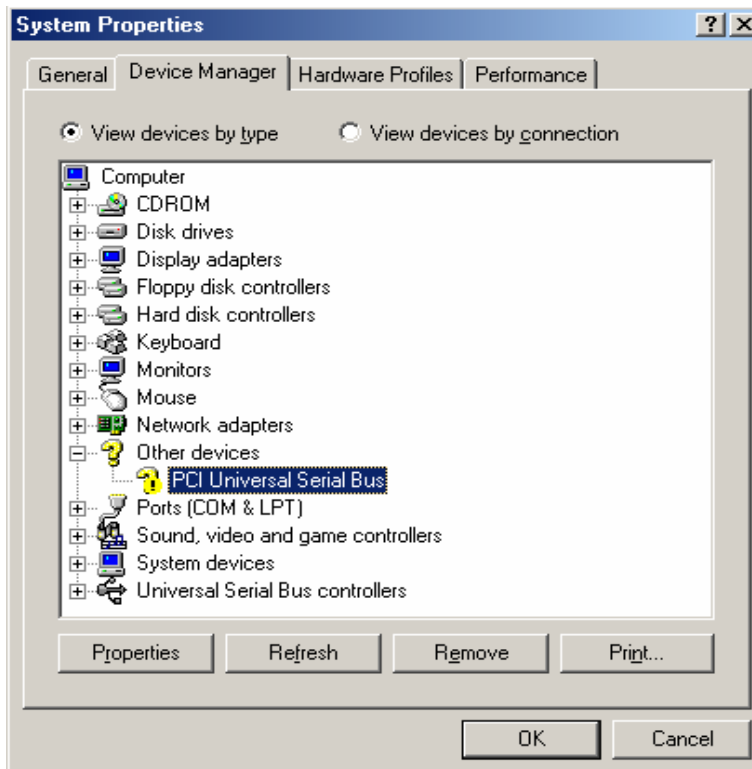 System Properties
General Device Manager Hardware Profiles Performance
View devices by type View devices by connection
Computer
CDROM
Disk drives
Display adapters
Floppy disk controllers
Hard disk controllers
Keyboard
Monitors
Mouse
Network adapters
Other devices
PCI Universal Serial Bus
Ports (COM & LPT)
Sound, video and game controllers
System devices
Universal Serial Bus controllers
Properties Refresh Remove Print...
OK Cancel